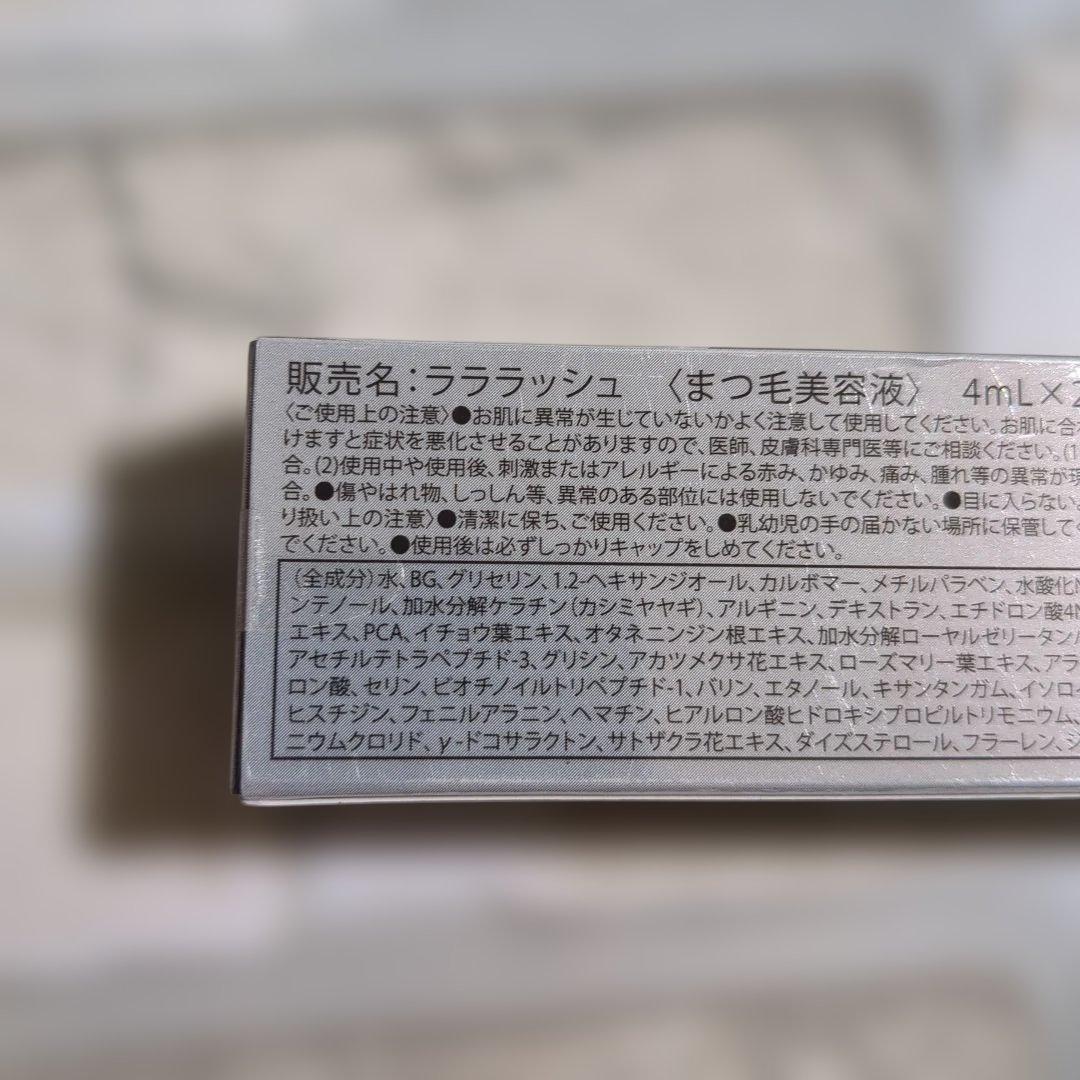 販売名：ラララッシュ 〈まつ毛美容液〉 4mL×2
〈ご使用上の注意〉●お肌に異常が生じていないかよく注意して使用してください。お肌に合
けますと症状を悪化させることがありますので、医師、皮膚科専門医等にご相談ください。(1
合。(2)使用中や使用後、刺激またはアレルギーによる赤み、かゆみ、痛み、腫れ等の異常が現
合。●傷やはれ物、しっしん等、異常のある部位には使用しないでください。●目に入らない
り扱い上の注意〉●清潔に保ち、ご使用ください。●乳幼児の手の届かない場所に保管して
でください。●使用後は必ずしっかりキャップをしめてください。
（全成分）水、BG、グリセリン、1.2-ヘキサンジオール、カルボマー、メチルパラベン、水酸化N
ンテノール、加水分解ケラチン（カシミヤヤギ）、アルギニン、デキストラン、エチドロン酸4N
エキス、PCA、イチョウ葉エキス、オタネニンジン根エキス、加水分解ローヤルゼリータンパ
アセチルテトラペプチド-3、グリシン、アカツメクサ花エキス、ローズマリー葉エキス、アラ
ロン酸、セリン、ビオチノイルトリペプチド-1、バリン、エタノール、キサンタンガム、イソロイ
ヒスチジン、フェニルアラニン、ヘマチン、ヒアルロン酸ヒドロキシプロピルトリモニウム、
ニウムクロリド、γ-ドコサラクトン、サトザクラ花エキス、ダイズステロール、フラーレン、シ